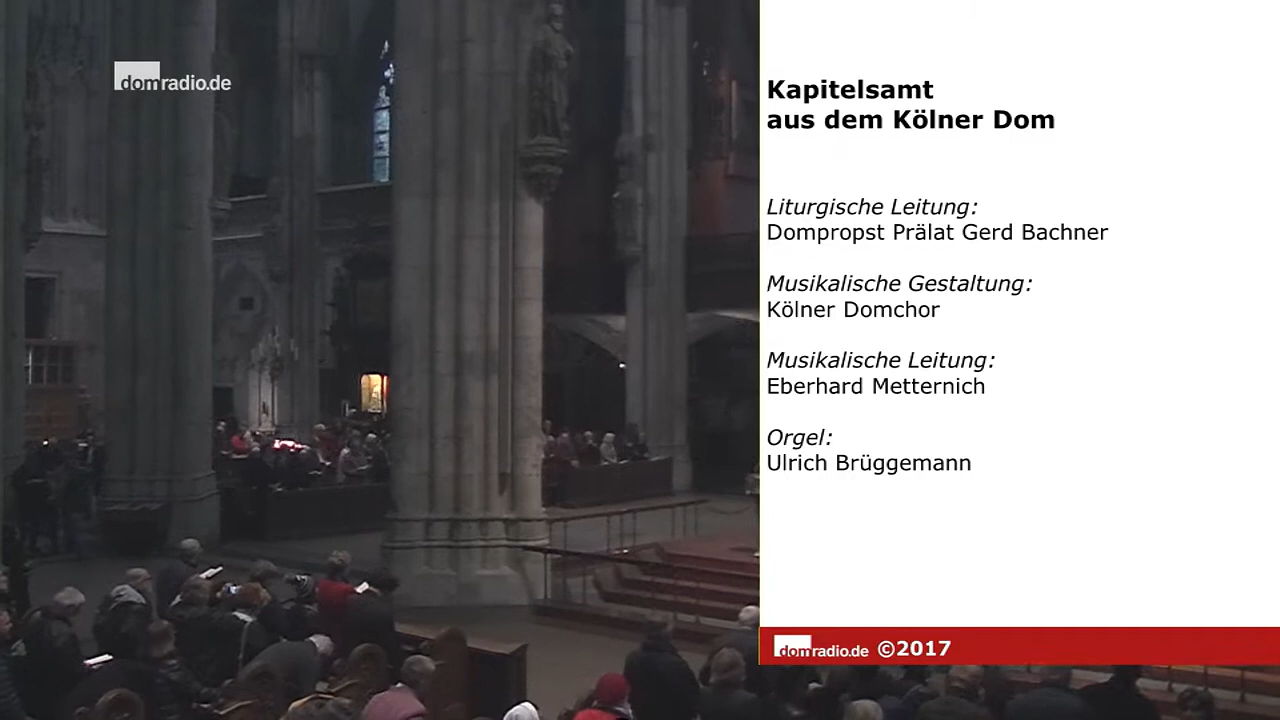 domradio.de
Kapitelsamt
aus dem Kölner Dom
Liturgische Leitung:
Dompropst Prälat Gerd Bachner
Musikalische Gestaltung:
Kölner Domchor
Musikalische Leitung:
Eberhard Metternich
Orgel:
Ulrich Brüggemann
domradio.de ©2017